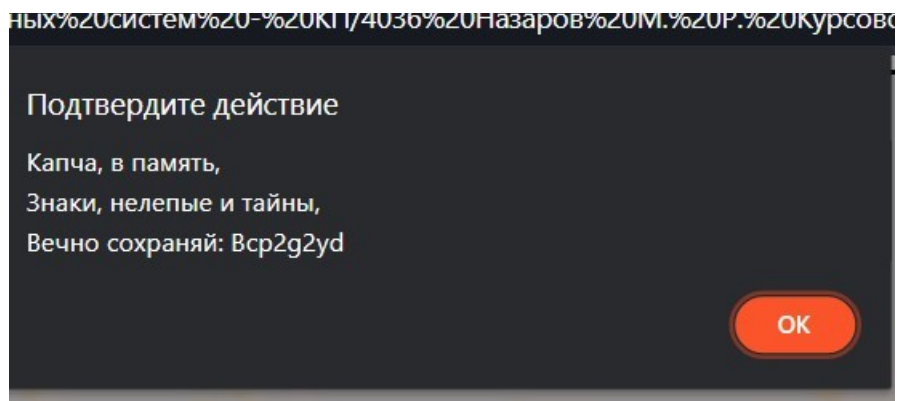 ных%20систем%20-%20КП/4036%20Назаров%20М.%20Р.%20Курсово
Подтвердите действие
Капча, в память,
Знаки, нелепые и тайны,
Вечно сохраняй: Bcp2g2yd
ОК